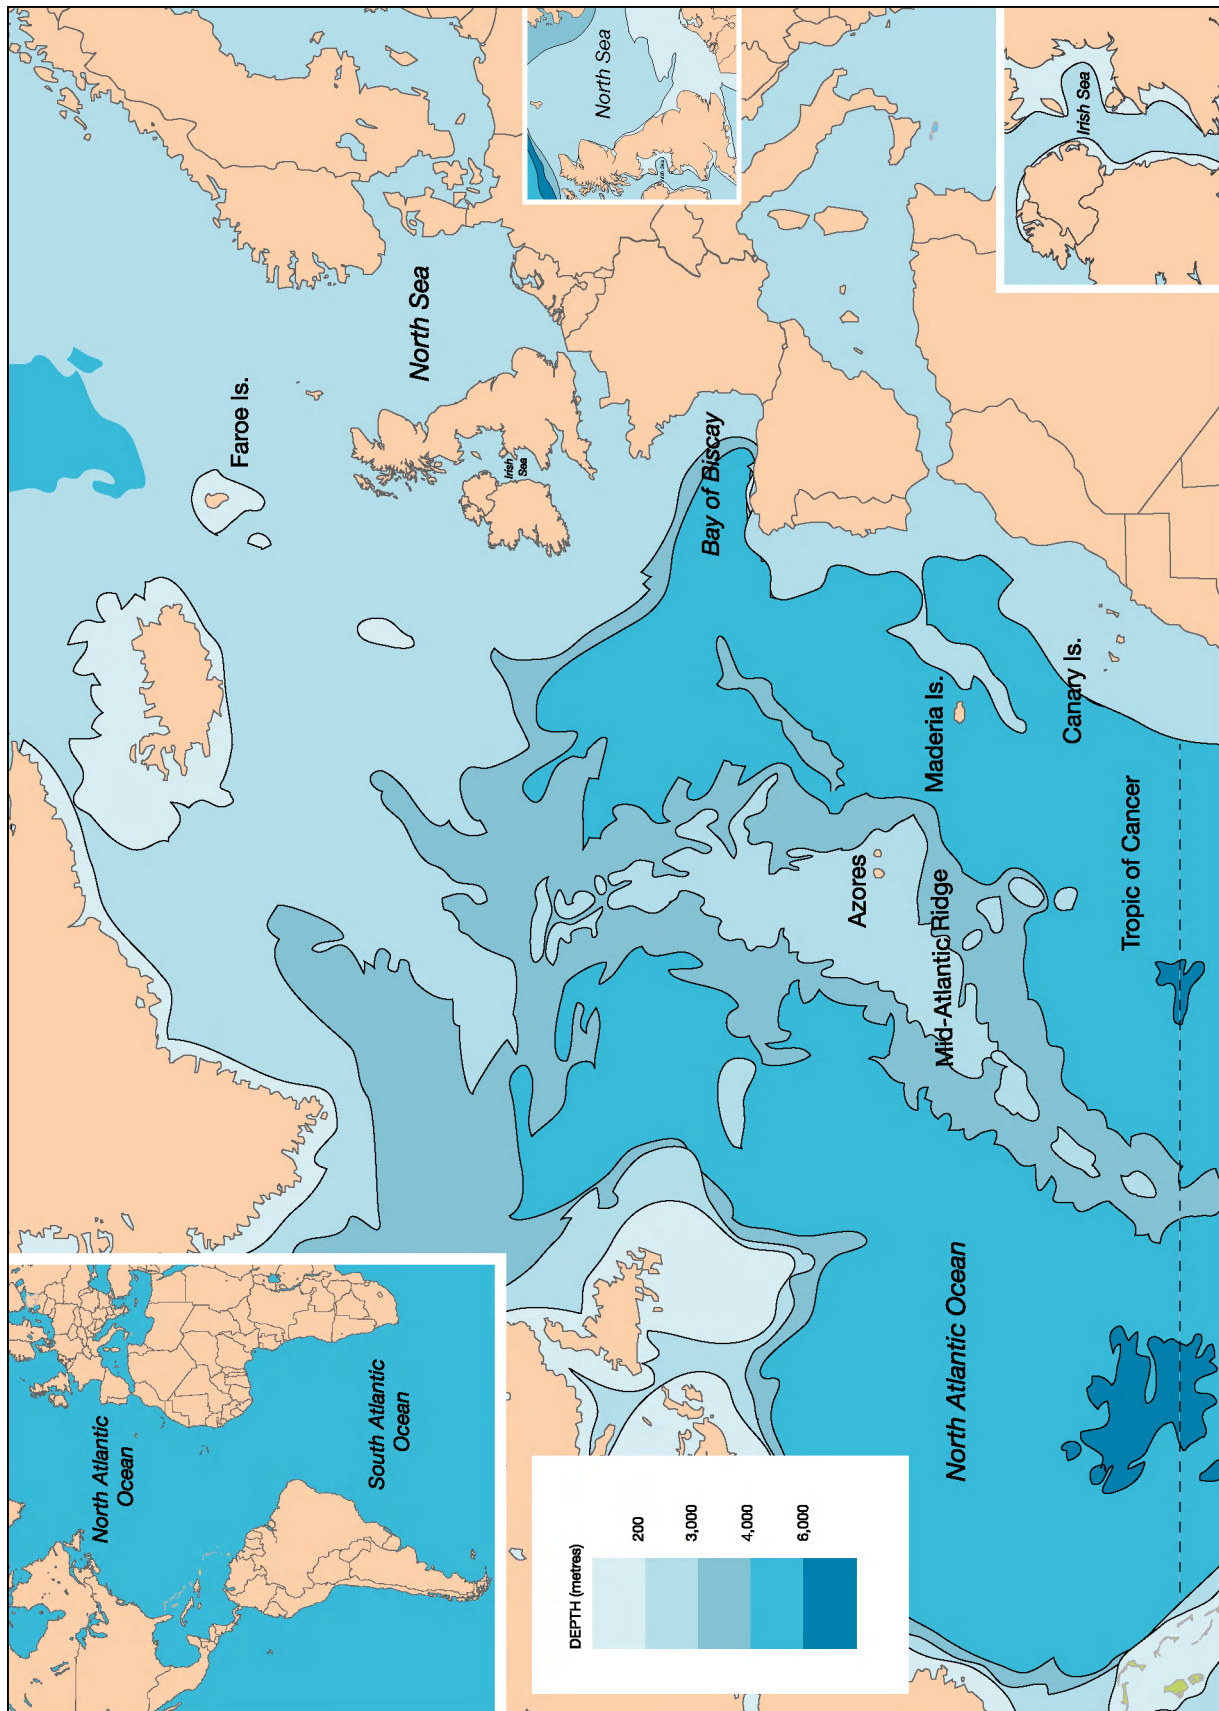 North Atlantic
Ocean
South Atlantic
Ocean
DEPTH (metres)
200
3,000
4,000
6,000
North Sea
Irish Sea
Irish Sea
Faroe Is.
North Sea
Irish
Sea
Bay of Biscay
Azores
Maderia Is.
Mid-Atlantic Ridge
Canary Is.
North Atlantic Ocean
Tropic of Cancer